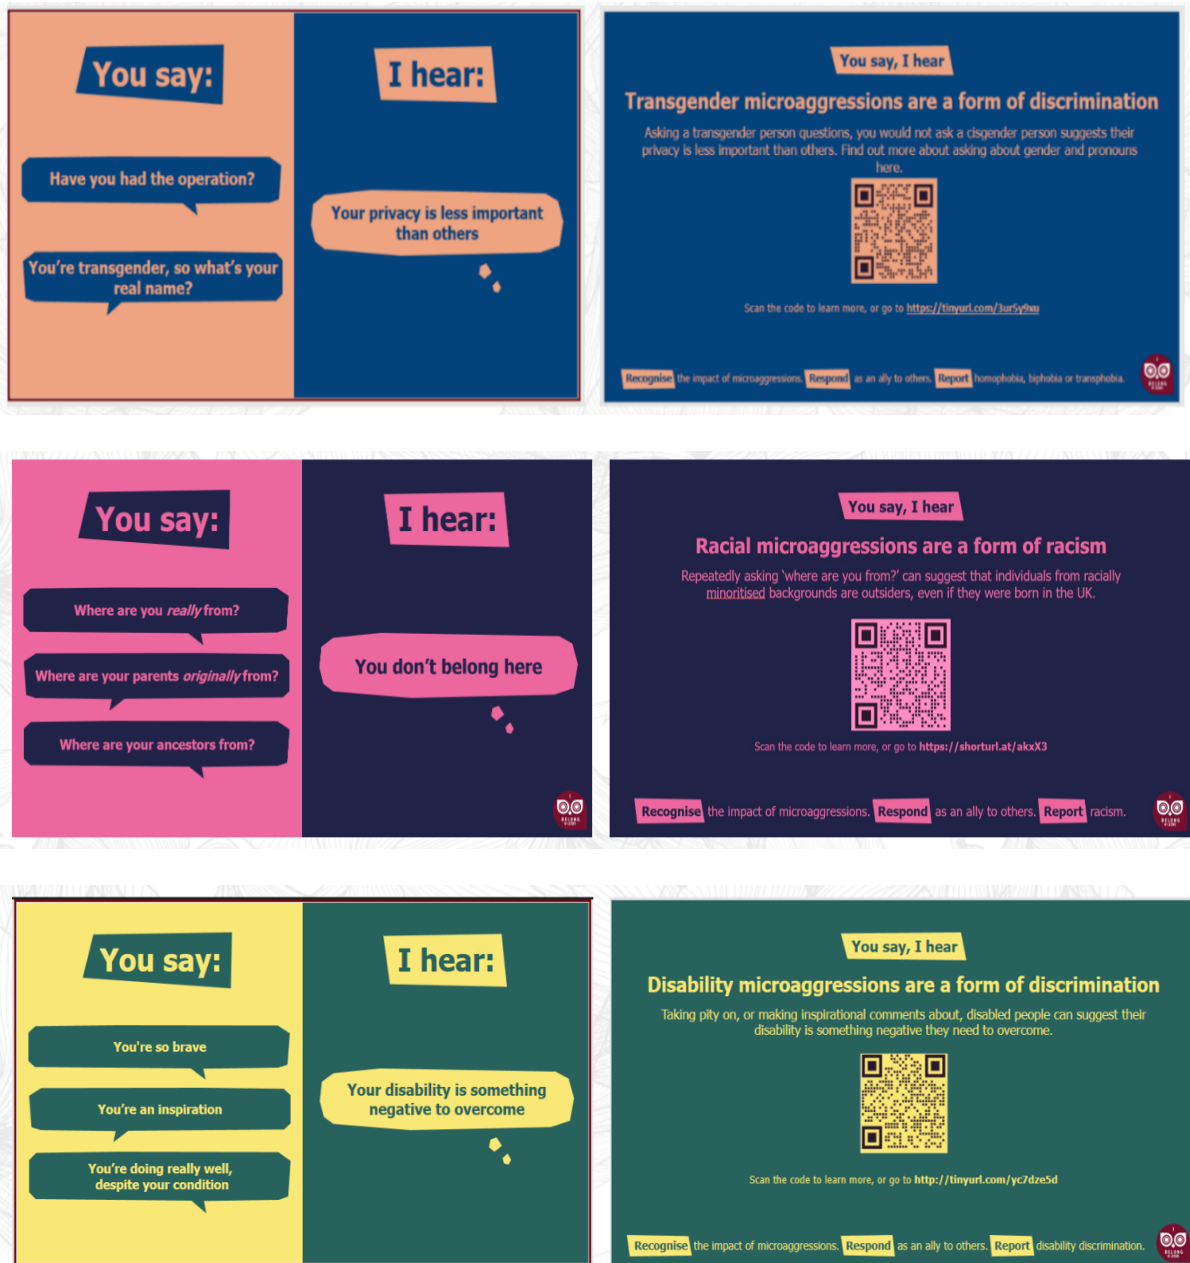 You say:
Have you had the operation?
You're transgender, so what's your
real name?
I hear:
Your privacy is less important
than others
You say, I hear
Transgender microaggressions are a form of discrimination
Asking a transgender person questions, you would not ask a cisgender person suggests their
privacy is less important than others. Find out more about asking about gender and pronouns
here.
Scan the code to learn more, or go to https://tinyurl.com/3ur5y9xu
Recognise the impact of microaggressions. Respond as an ally to others. Report homophobia, biphobia or transphobia.
I
BELONG
You say:
Where are you really from?
Where are your parents originally from?
Where are your ancestors from?
I hear:
You don't belong here
I
BELONG
You say, I hear
Racial microaggressions are a form of racism
Repeatedly asking ‘where are you from?’ can suggest that individuals from racially
minoritised backgrounds are outsiders, even if they were born in the UK.
Scan the code to learn more, or go to https://shorturl.at/akxX3
Recognise the impact of microaggressions. Respond as an ally to others. Report racism.
I
BELONG
You say:
You're so brave
You're an inspiration
You're doing really well,
despite your condition
I hear:
Your disability is something
negative to overcome
You say, I hear
Disability microaggressions are a form of discrimination
Taking pity on, or making inspirational comments about, disabled people can suggest their
disability is something negative they need to overcome.
Scan the code to learn more, or go to http://tinyurl.com/yc7dze5d
Recognise the impact of microaggressions. Respond as an ally to others. Report disability discrimination.
I
BELONG